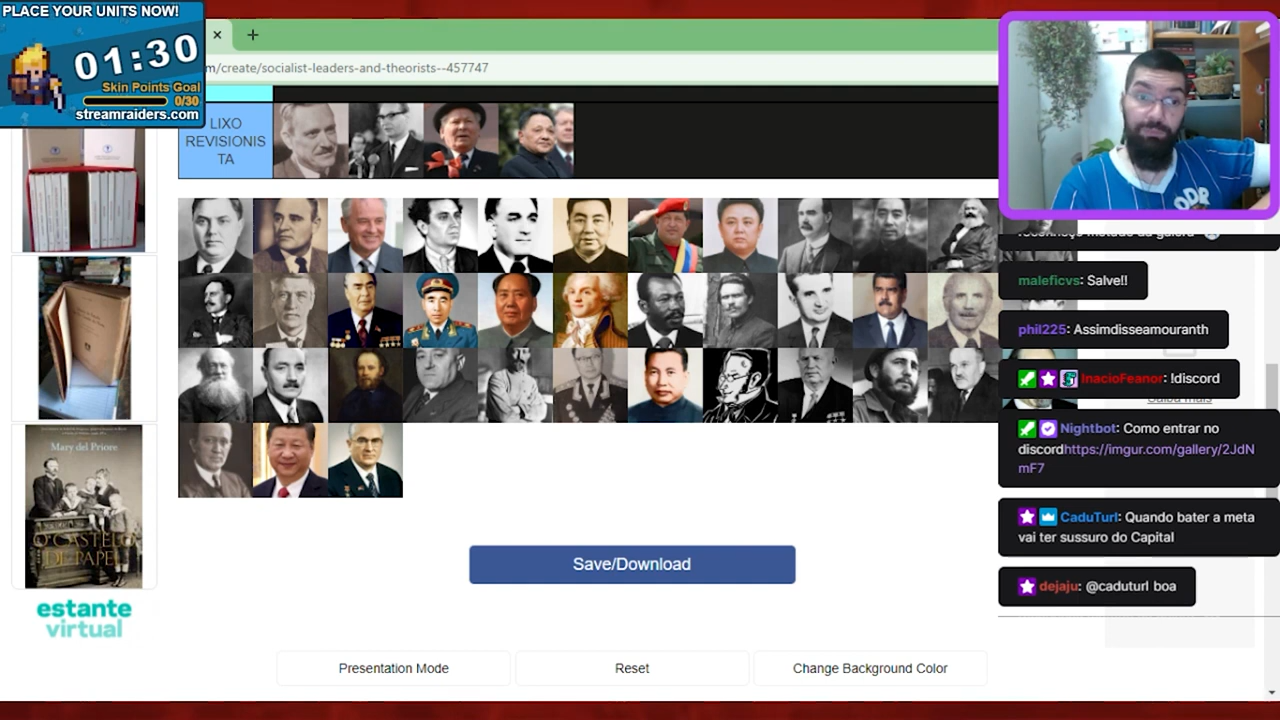 PLACE YOUR UNITS NOW!
01:30
Skin Points Goal
0/30
streamraiders.com
m/create/socialist-leaders-and-theorists--457747
LIXO
REVISIONIS
TA
Mary del Priore
O CASTELO
DE PAPEL
estante
virtual
Save/Download
Presentation Mode
Reset
Change Background Color
maleficvs: Salve!!
phil225: Assimdisseamouranth
InacioFeanor: !discord
Saiba mais
Nightbot: Como entrar no
discordhttps://imgur.com/gallery/2JdN
mF7
CaduTurl: Quando bater a meta
vai ter sussuro do Capital
dejaju: @caduturl boa